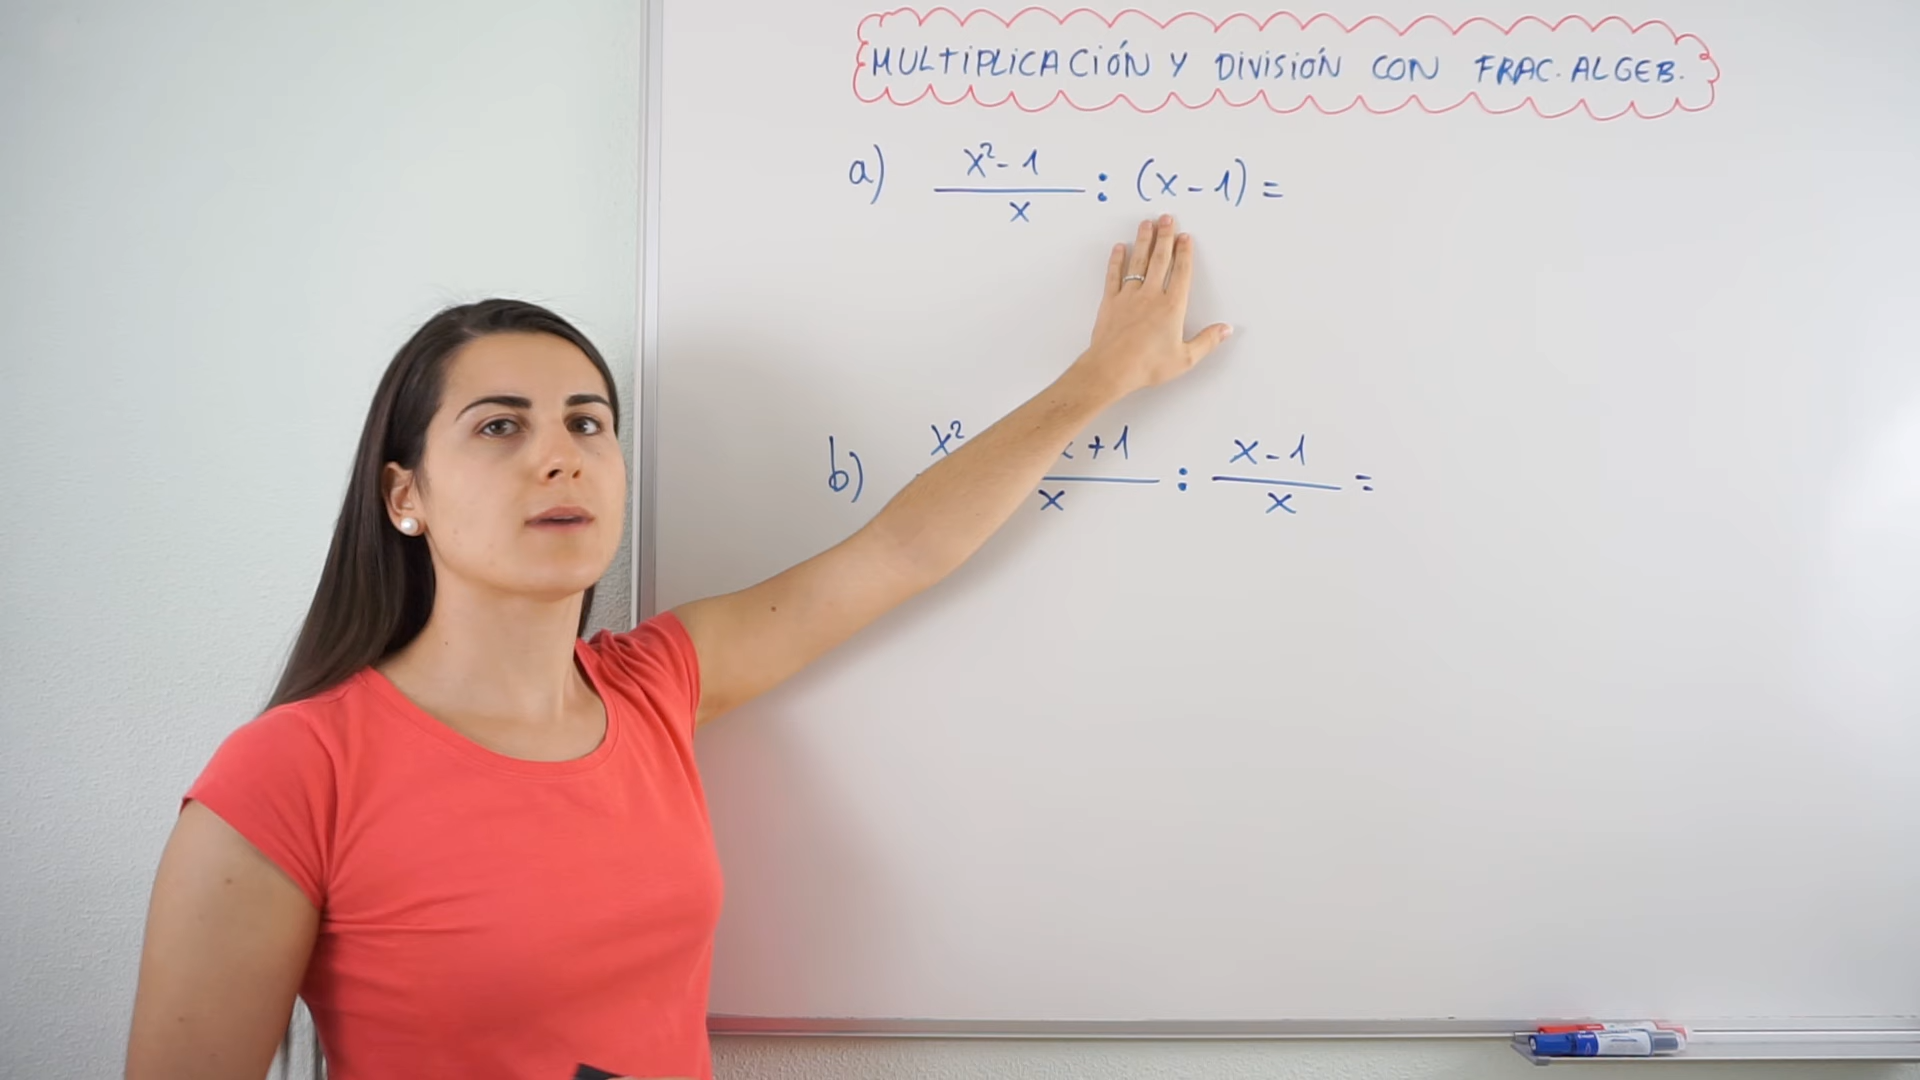 MULTIPLICACIÓN Y DIVISIÓN CON FRAC. ALGEB.
a) x²-1 / x : (x-1) =
b) x² x+1 / x : x-1 / x =